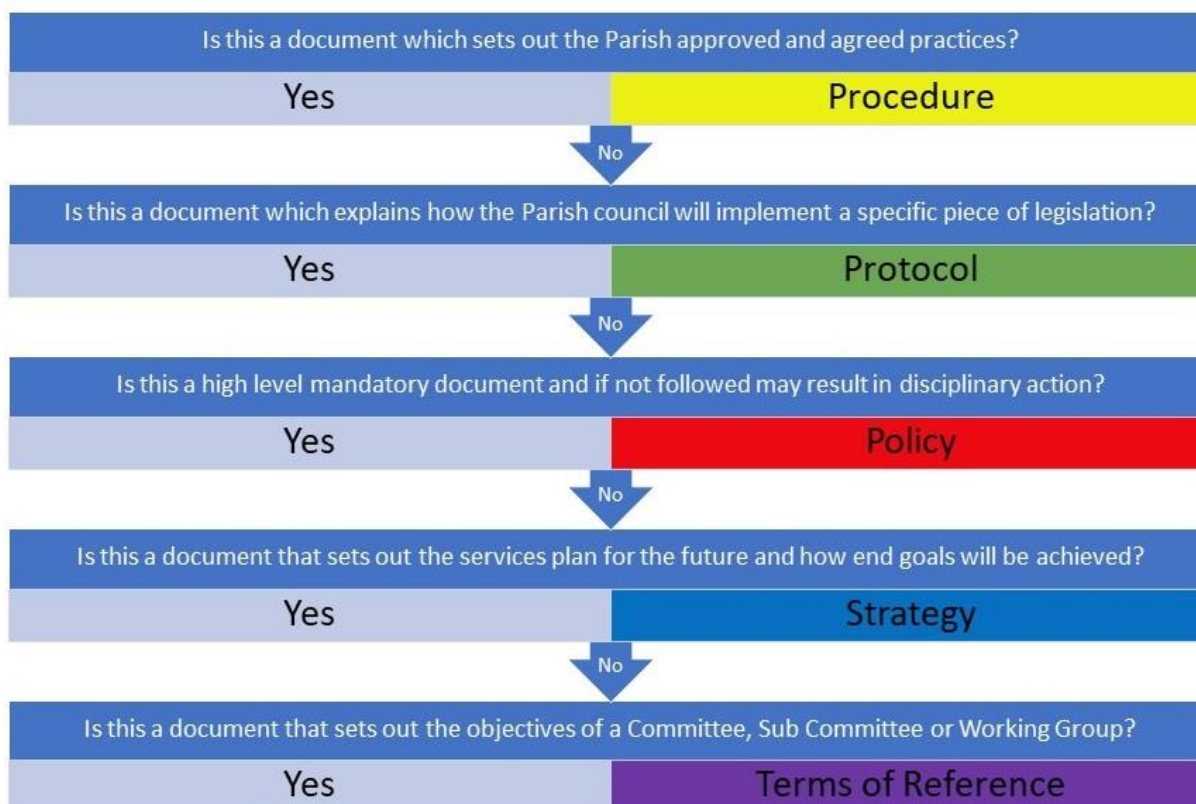 Is this a document which sets out the Parish approved and agreed practices?
Yes
Procedure
No
Is this a document which explains how the Parish council will implement a specific piece of legislation?
Yes
Protocol
No
Is this a high level mandatory document and if not followed may result in disciplinary action?
Yes
Policy
No
Is this a document that sets out the services plan for the future and how end goals will be achieved?
Yes
Strategy
No
Is this a document that sets out the objectives of a Committee, Sub Committee or Working Group?
Yes
Terms of Reference